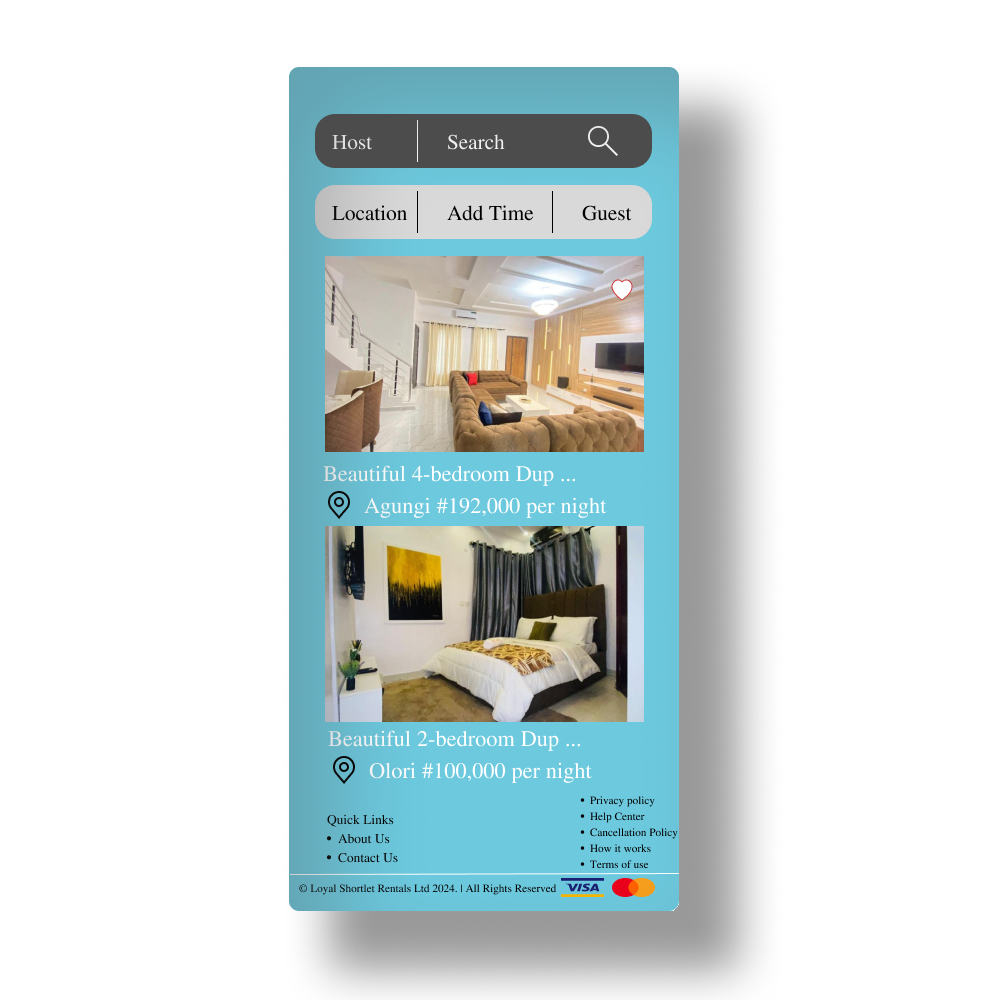 Host Search
Location Add Time Guest
Beautiful 4-bedroom Dup ...
Agungi #192,000 per night
Beautiful 2-bedroom Dup ...
Olori #100,000 per night
Quick Links
• About Us
• Contact Us
• Privacy policy
• Help Center
• Cancellation Policy
• How it works
• Terms of use
© Loyal Shortlet Rentals Ltd 2024. | All Rights Reserved VISA